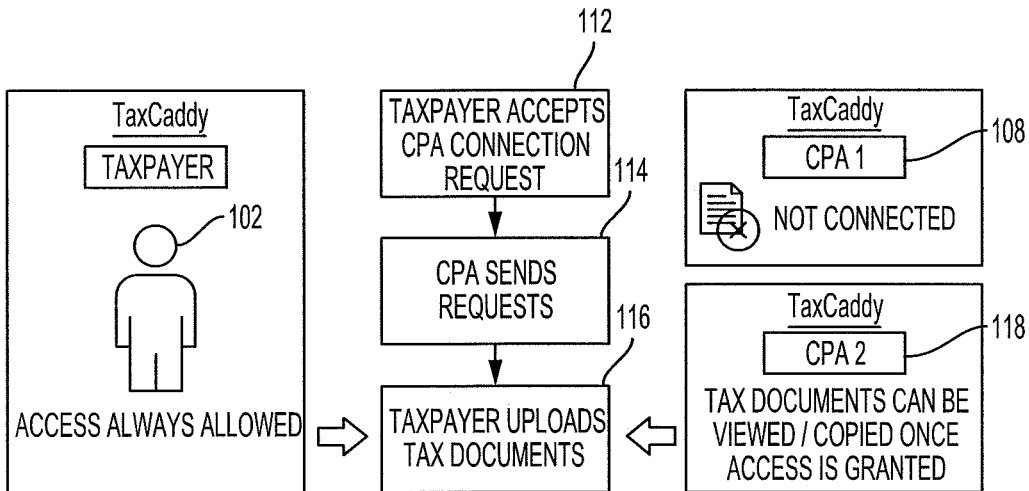 112
TaxCaddy
TAXPAYER
102
ACCESS ALWAYS ALLOWED
TAXPAYER ACCEPTS
CPA CONNECTION
REQUEST
114
CPA SENDS
REQUESTS
116
TAXPAYER UPLOADS
TAX DOCUMENTS
TaxCaddy
CPA 1
108
NOT CONNECTED
TaxCaddy
CPA 2
118
TAX DOCUMENTS CAN BE
VIEWED / COPIED ONCE
ACCESS IS GRANTED